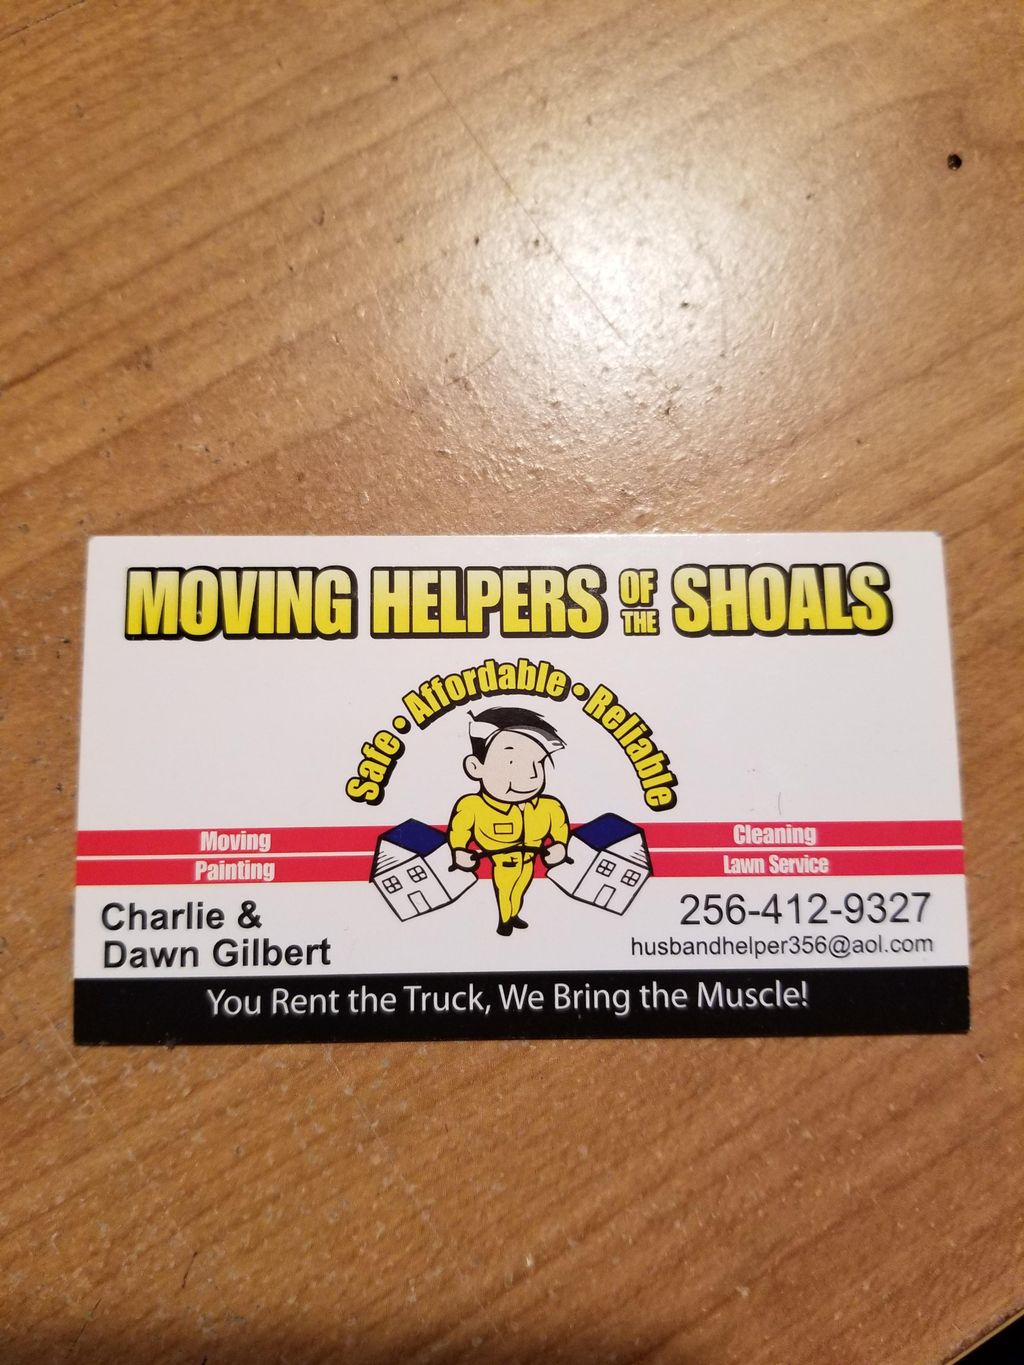 MOVING HELPERS OF THE SHOALS
Safe • Affordable • Reliable
Moving
Painting
Cleaning
Lawn Service
Charlie &
Dawn Gilbert
256-412-9327
husbandhelper356@aol.com
You Rent the Truck, We Bring the Muscle!